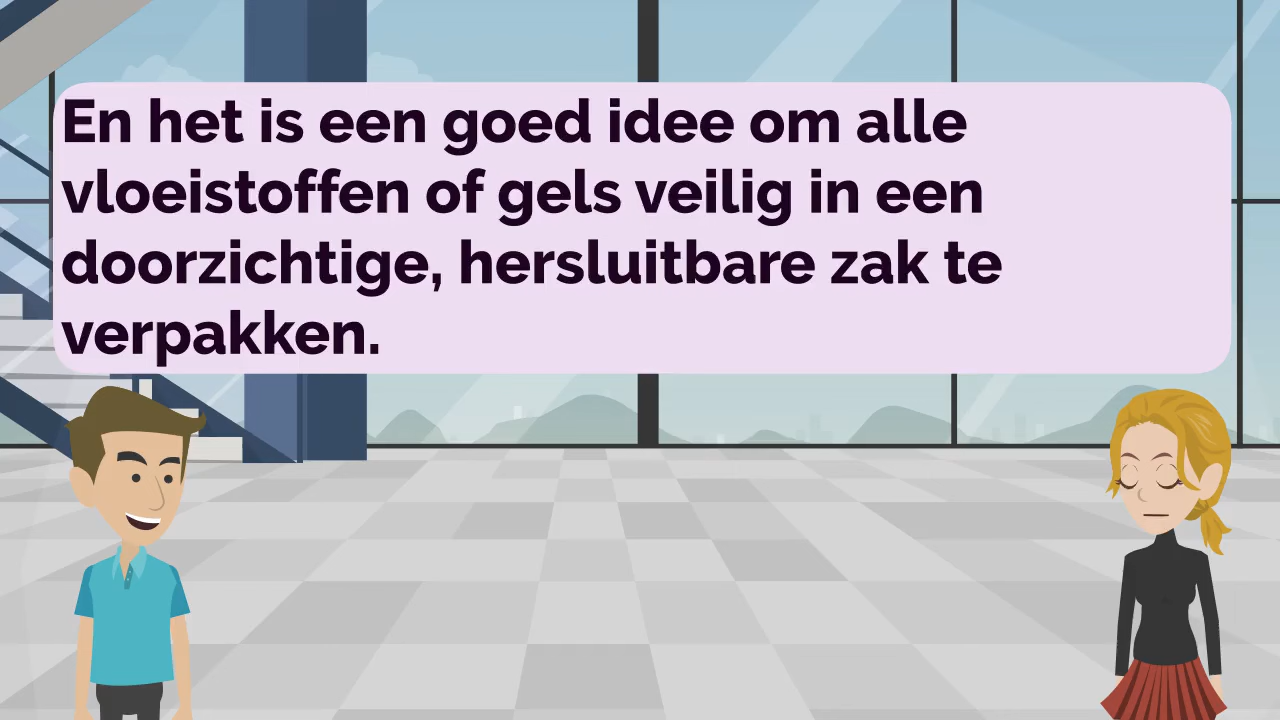 En het is een goed idee om alle
vloeistoffen of gels veilig in een
doorzichtige, hersluitbare zak te
verpakken.